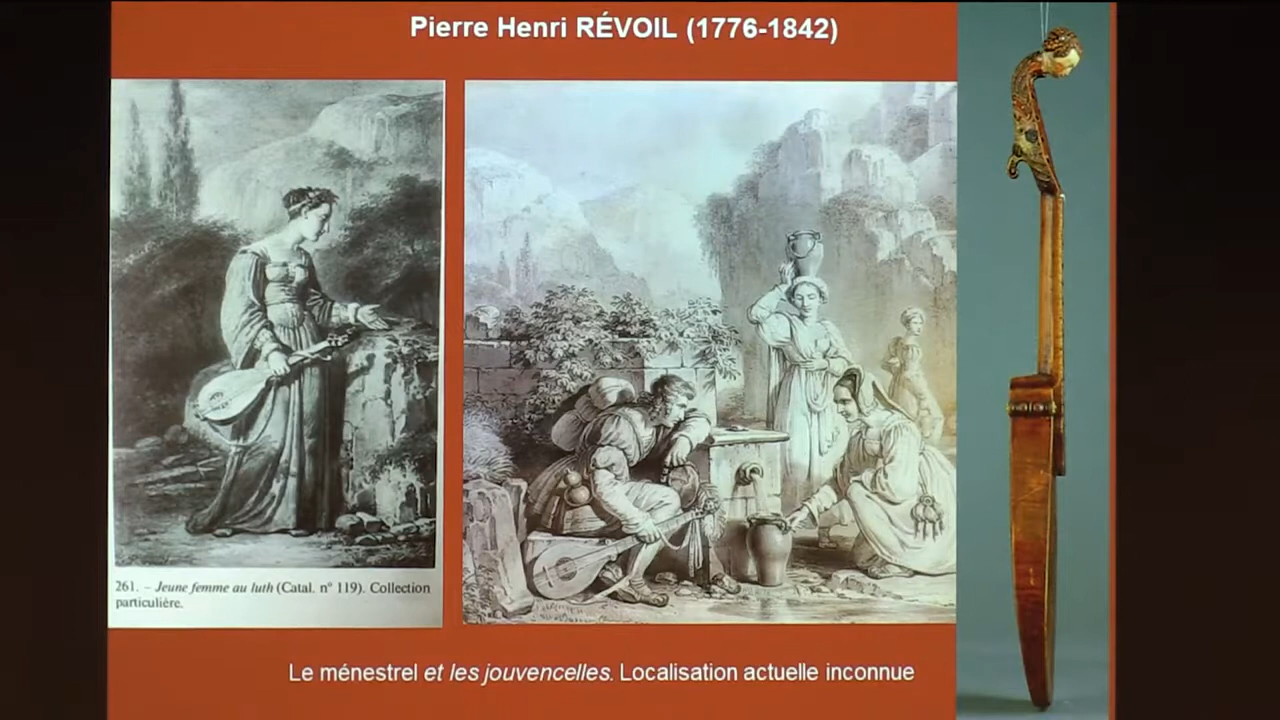 Pierre Henri RÉVOIL (1776-1842)
261. – Jeune femme au luth (Catal. n° 119). Collection
particulière.
Le ménestrel et les jouvencelles. Localisation actuelle inconnue